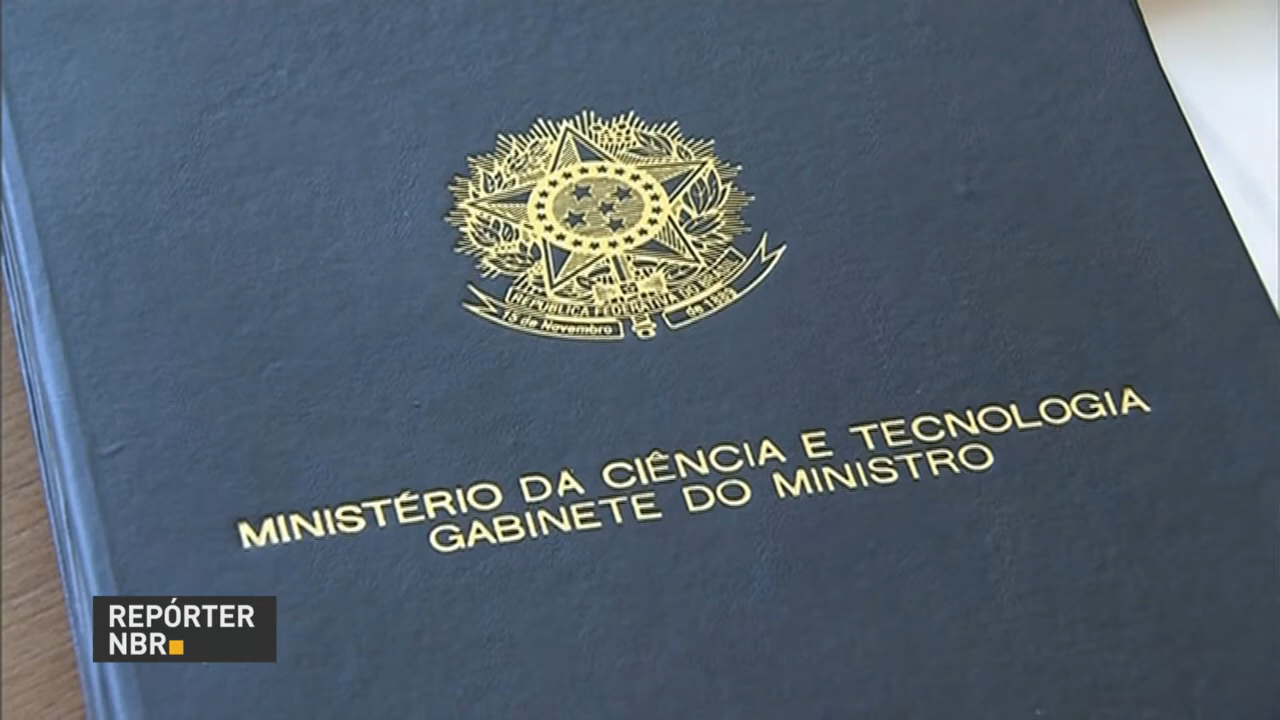 REPÚBLICA FEDERATIVA DO BRASIL
15 de Novembro de 1889
MINISTÉRIO DA CIÊNCIA E TECNOLOGIA
GABINETE DO MINISTRO
REPÓRTER
NBR